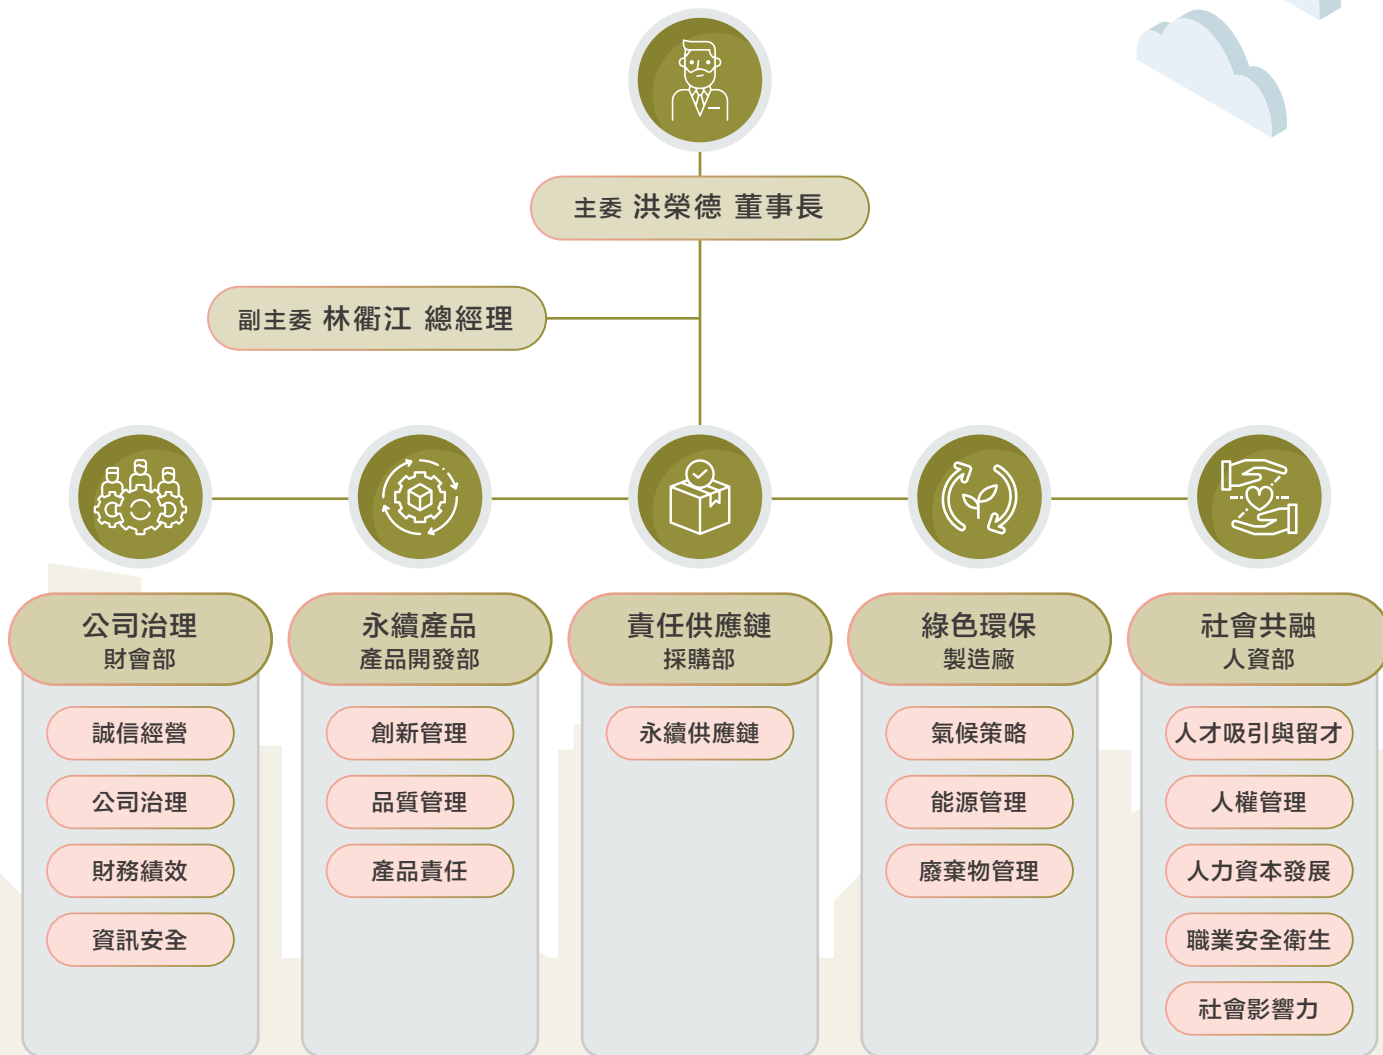 主委 洪榮德 董事長
副主委 林衢江 總經理
公司治理
財會部
誠信經營
公司治理
財務績效
資訊安全
永續產品
產品開發部
創新管理
品質管理
產品責任
責任供應鏈
採購部
永續供應鏈
綠色環保
製造廠
氣候策略
能源管理
廢棄物管理
社會共融
人資部
人才吸引與留才
人權管理
人力資本發展
職業安全衛生
社會影響力